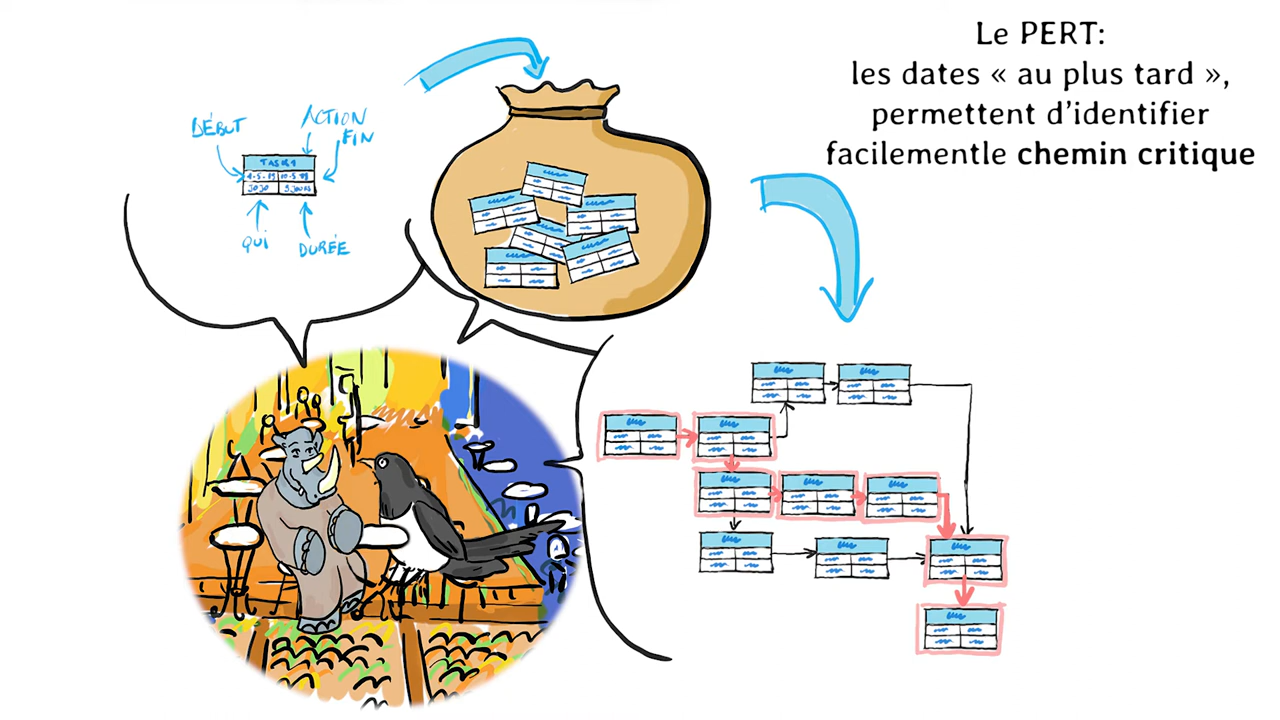 Le PERT:
les dates « au plus tard »,
permettent d'identifier
facilementle chemin critique
DÉBUT
ACTION
FIN
TASK 1
JOJO
QUI
DURÉE